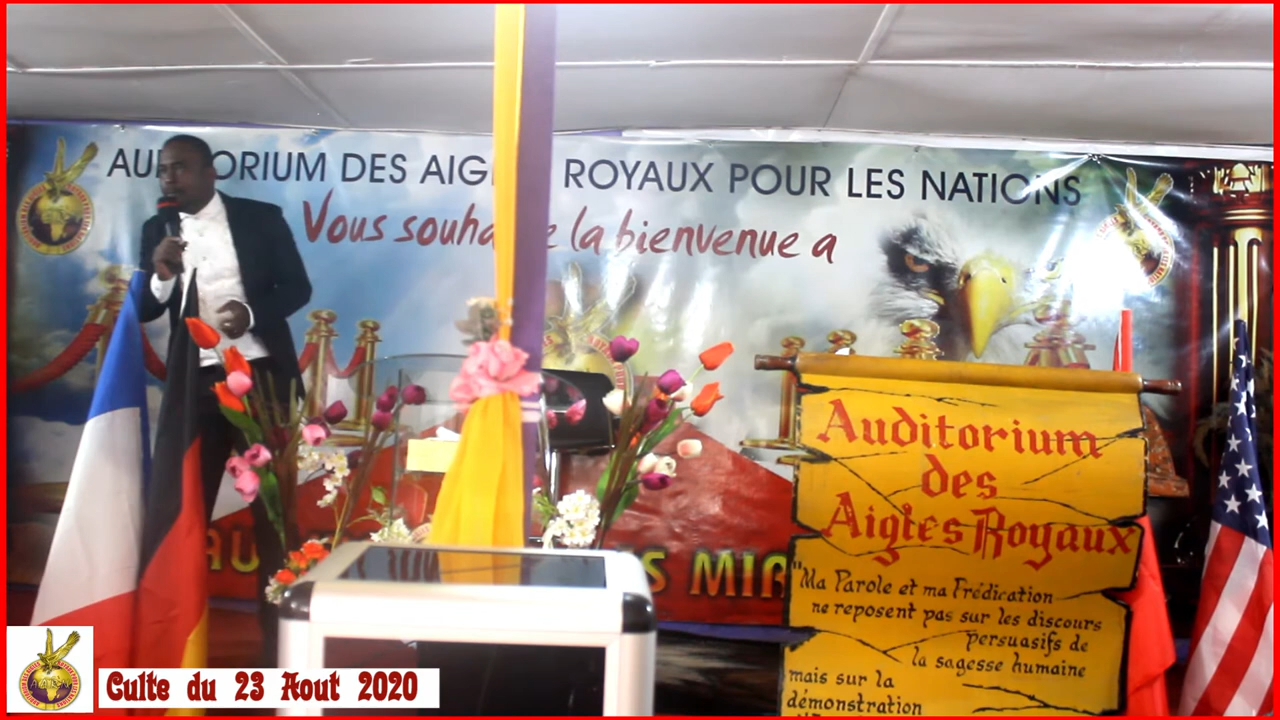 AUDITORIUM DES AIGLES ROYAUX POUR LES NATIONS
Vous souhaite la bienvenue a
Auditorium
des
Aigles Royaux
"Ma Parole et ma Prédication
ne reposent pas sur les discours
persuasifs de
la sagesse humaine
mais sur la
démonstration
Culte du 23 Aout 2020